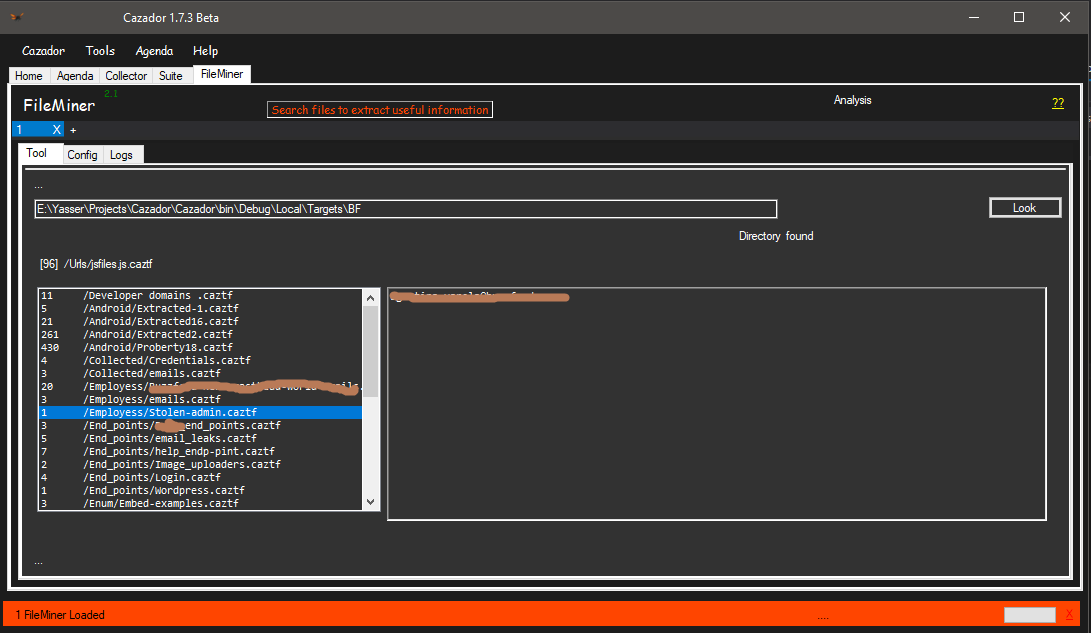 Cazador 1.7.3 Beta
Cazador Tools Agenda Help
Home Agenda Collector Suite FileMiner
FileMiner 2.1
Search files to extract useful information
Analysis
??
1 X +
Tool Config Logs
...
E:\Yasser\Projects\Cazador\Cazador\bin\Debug\Local\Targets\BF
Look
Directory found
[96] /Urls/jsfiles.js.caztf
11 /Developer domains .caztf
5 /Android/Extracted-1.caztf
21 /Android/Extracted16.caztf
261 /Android/Extracted2.caztf
430 /Android/Proberty18.caztf
4 /Collected/Credentials.caztf
3 /Collected/emails.caztf
20 /Employess/
3 /Employess/emails.caztf
1 /Employess/Stolen-admin.caztf
3 /End_points/ end_points.caztf
5 /End_points/email_leaks.caztf
7 /End_points/help_endp-pint.caztf
2 /End_points/Image_uploaders.caztf
4 /End_points/Login.caztf
1 /End_points/Wordpress.caztf
3 /Enum/Embed-examples.caztf
...
1 FileMiner Loaded
....
X